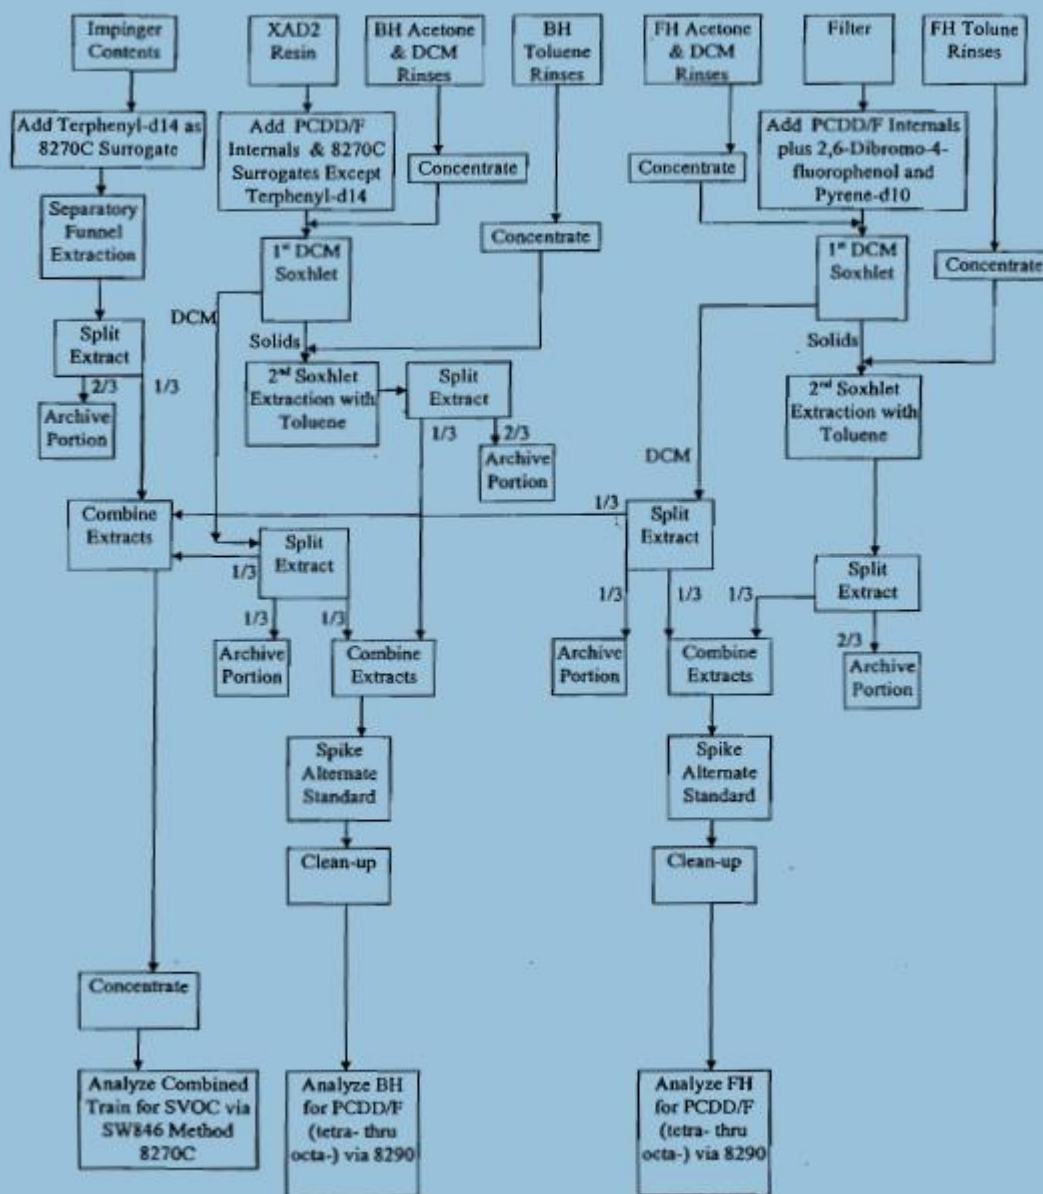 Impinger
Contents
XAD2
Resin
BH Acetone
& DCM
Rinses
BH
Toluene
Rinses
FH Acetone
& DCM
Rinses
Filter
FH Tolune
Rinses
Add Terphenyl-d14 as
8270C Surrogate
Add PCDD/F
Internals & 8270C
Surrogates Except
Terphenyl-d14
Concentrate
Concentrate
Add PCDD/F Internals
plus 2,6-Dibromo-4-
fluorophenol and
Pyrene-d10
Separatory
Funnel
Extraction
Concentrate
1st DCM
Soxhlet
1st DCM
Soxhlet
Concentrate
DCM
Split
Extract
Solids
Solids
2/3
1/3
2nd Soxhlet
Extraction with
Toluene
Split
Extract
2nd Soxhlet
Extraction with
Toluene
Archive
Portion
1/3
2/3
Archive
Portion
DCM
Combine
Extracts
1/3
Split
Extract
Split
Extract
1/3
Split
Extract
1/3
1/3
1/3
1/3
1/3
2/3
Archive
Portion
Combine
Extracts
Archive
Portion
Combine
Extracts
Archive
Portion
Spike
Alternate
Standard
Spike
Alternate
Standard
Clean-up
Clean-up
Concentrate
Analyze Combined
Train for SVOC via
SW846 Method
8270C
Analyze BH
for PCDD/F
(tetra- thru
octa-) via 8290
Analyze FH
for PCDD/F
(tetra- thru
octa-) via 8290